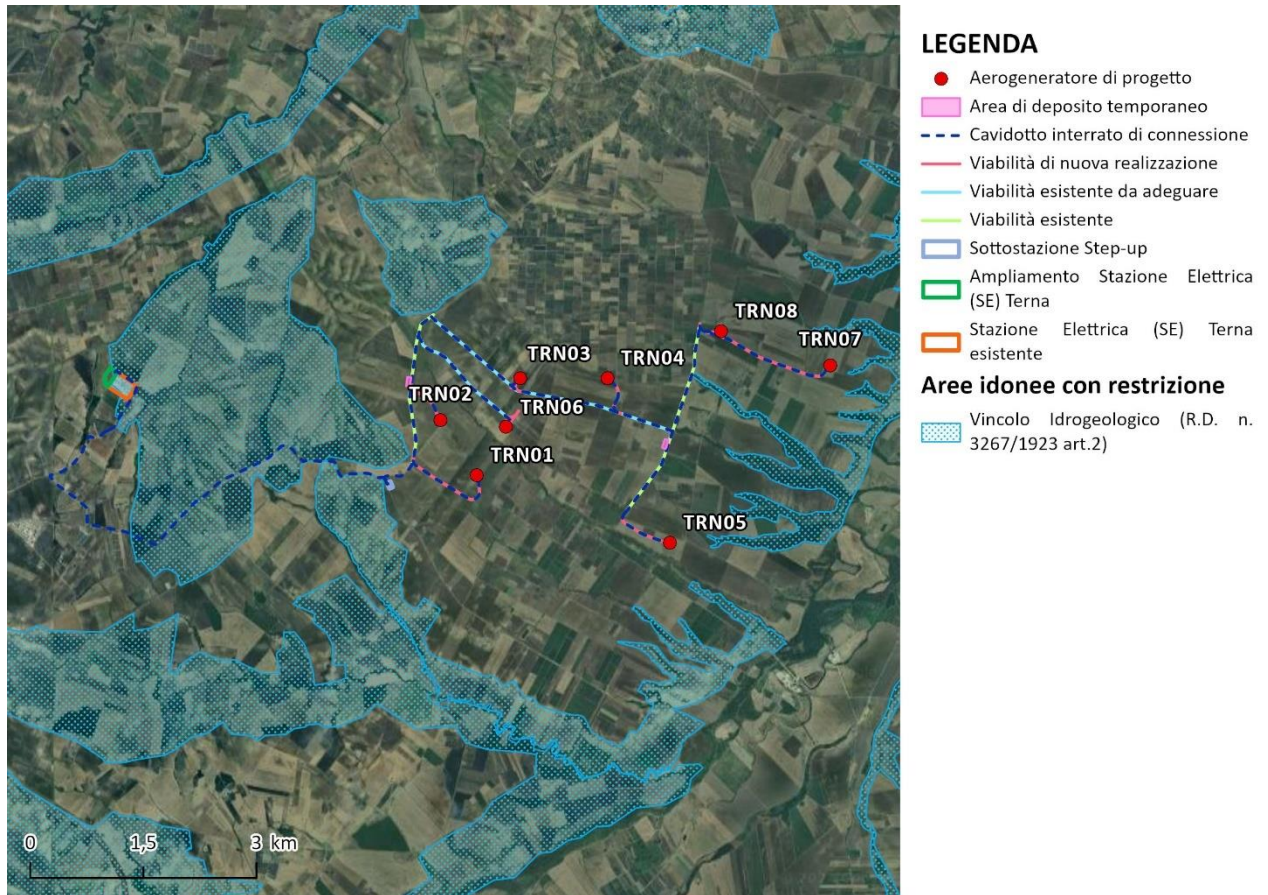 LEGENDA
Aerogeneratore di progetto
Area di deposito temporaneo
Cavidotto interrato di connessione
Viabilità di nuova realizzazione
Viabilità esistente da adeguare
Viabilità esistente
Sottostazione Step-up
Ampliamento Stazione Elettrica
(SE) Terna
Stazione Elettrica (SE) Terna
esistente
Aree idonee con restrizione
Vincolo Idrogeologico (R.D. n.
3267/1923 art.2)
TRN08
TRN07
TRN03
TRN04
TRN02
TRN06
TRN01
TRN05
0 1,5 3 km